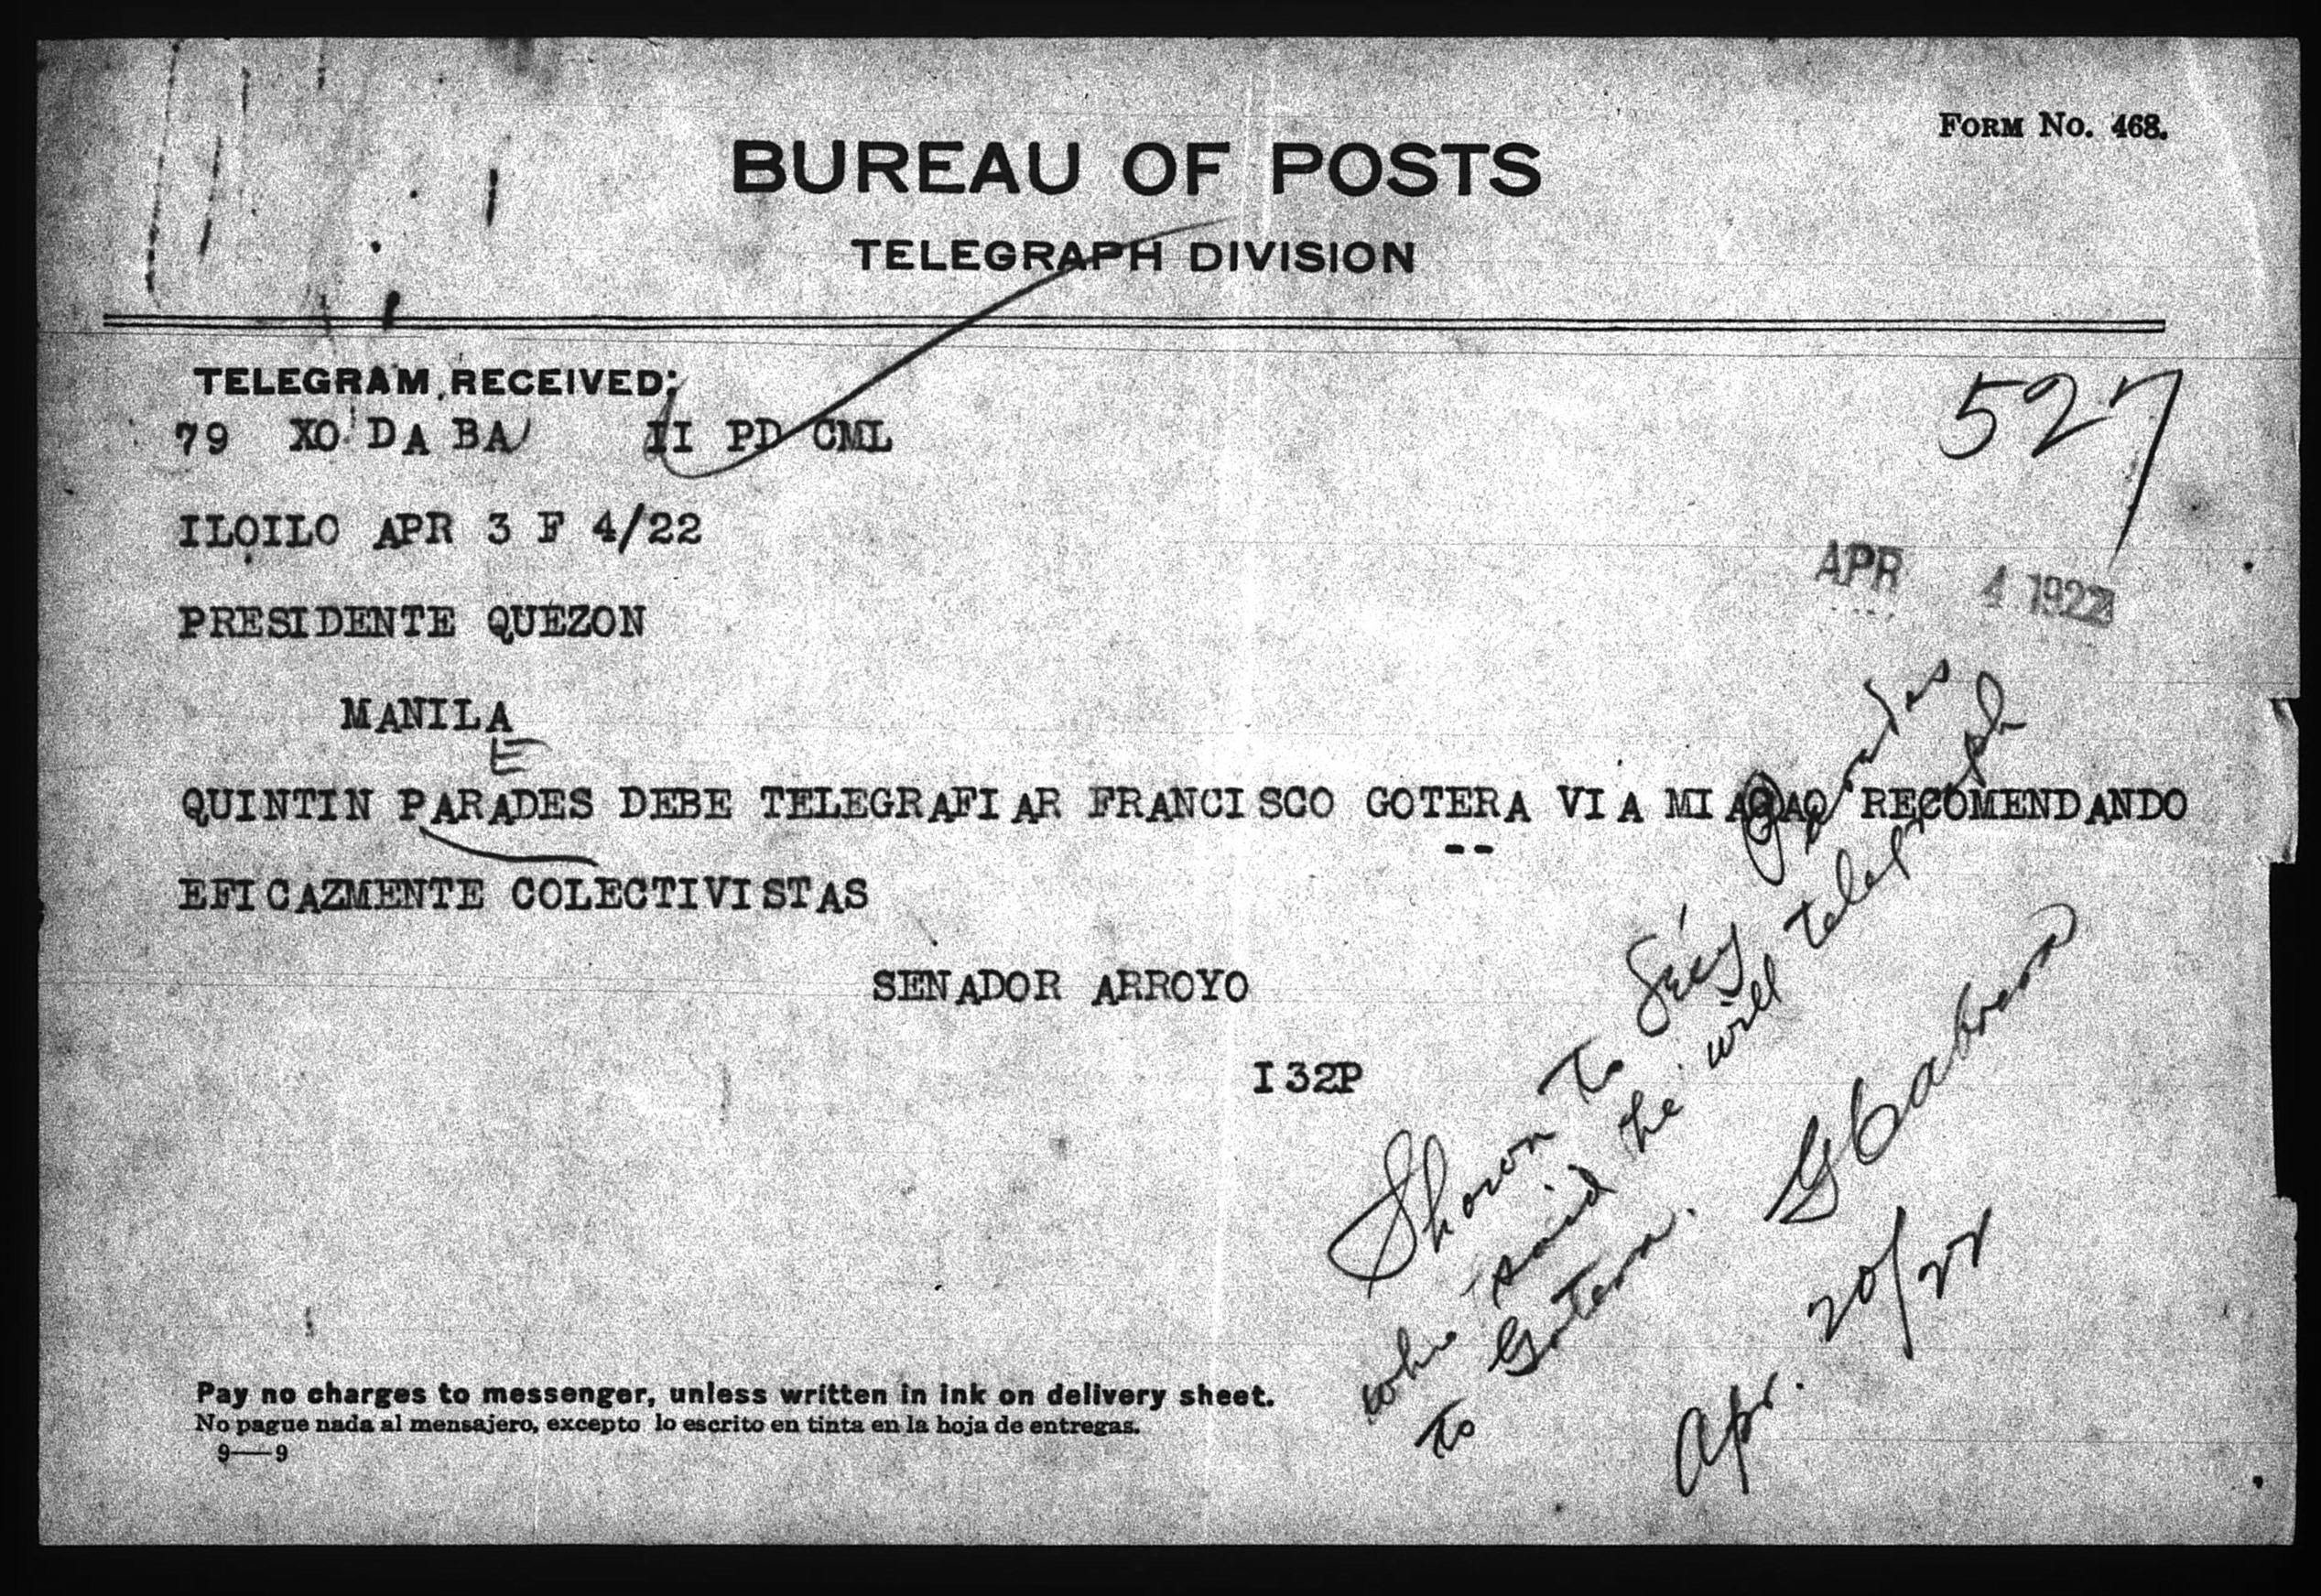 FORM No. 468.
BUREAU OF POSTS
TELEGRAPH DIVISION
TELEGRAM RECEIVED:
79 XO DA BA II PD CML
527
ILOILO APR 3 F 4/22
APR 4 1922
PRESIDENTE QUEZON
MANILA
E
QUINTIN PARADES DEBE TELEGRAFIAR FRANCISCO GOTERA VIA MIAGAO RECOMENDANDO
--
EFICAZMENTE COLECTIVISTAS
SENADOR ARROYO
I32P
Shown to Sec'y Paredes
who said he will telegraph
to Gotera.
Apr. 20/22
Pay no charges to messenger, unless written in ink on delivery sheet.
No pague nada al mensajero, excepto lo escrito en tinta en la hoja de entregas.
9—9